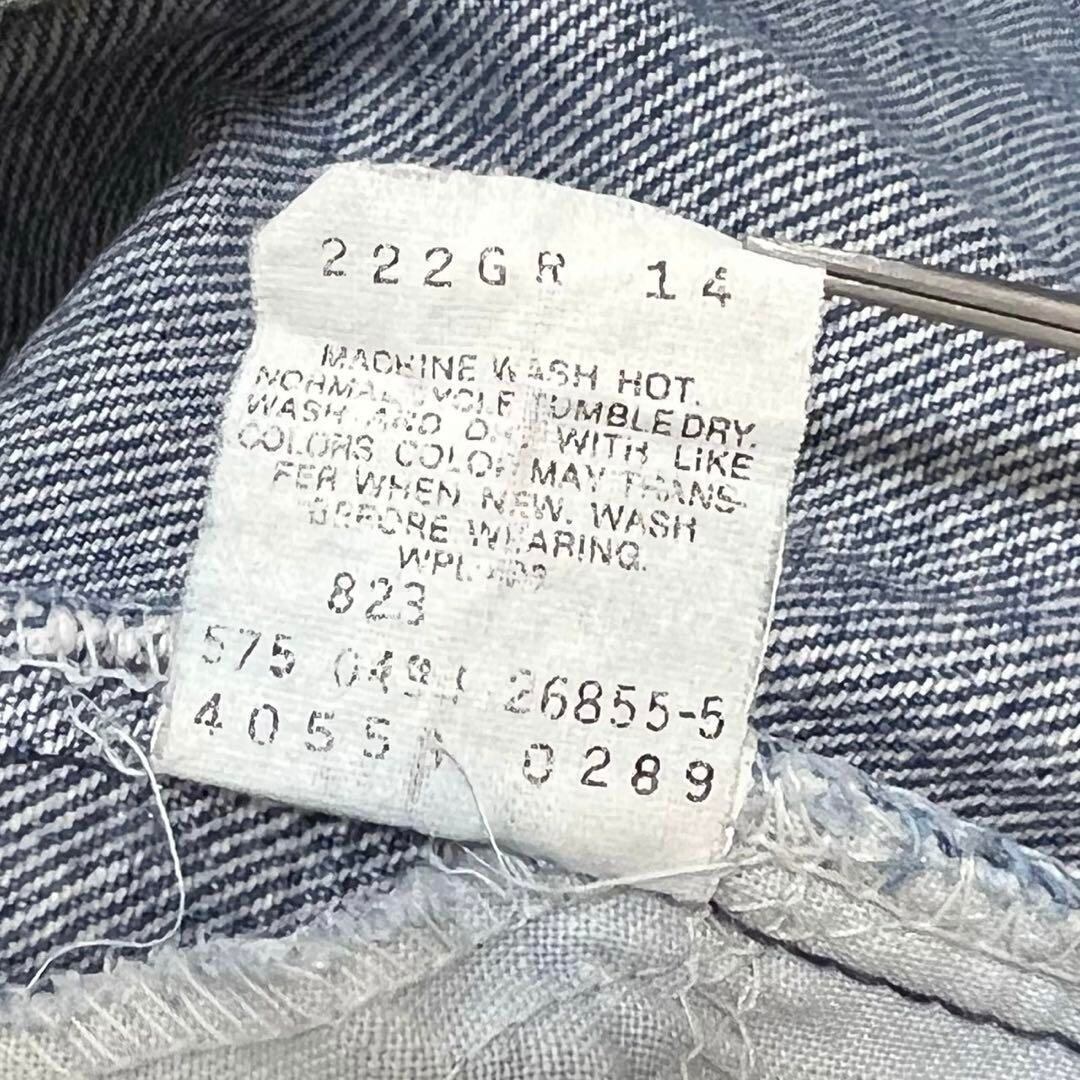 222GR 14
MACHINE WASH HOT.
NORMAL CYCLE TUMBLE DRY.
WASH AND DRY WITH LIKE
COLORS. COLOR MAY TRANS-
FER WHEN NEW. WASH
BEFORE WEARING.
823
575 26855-5
0289